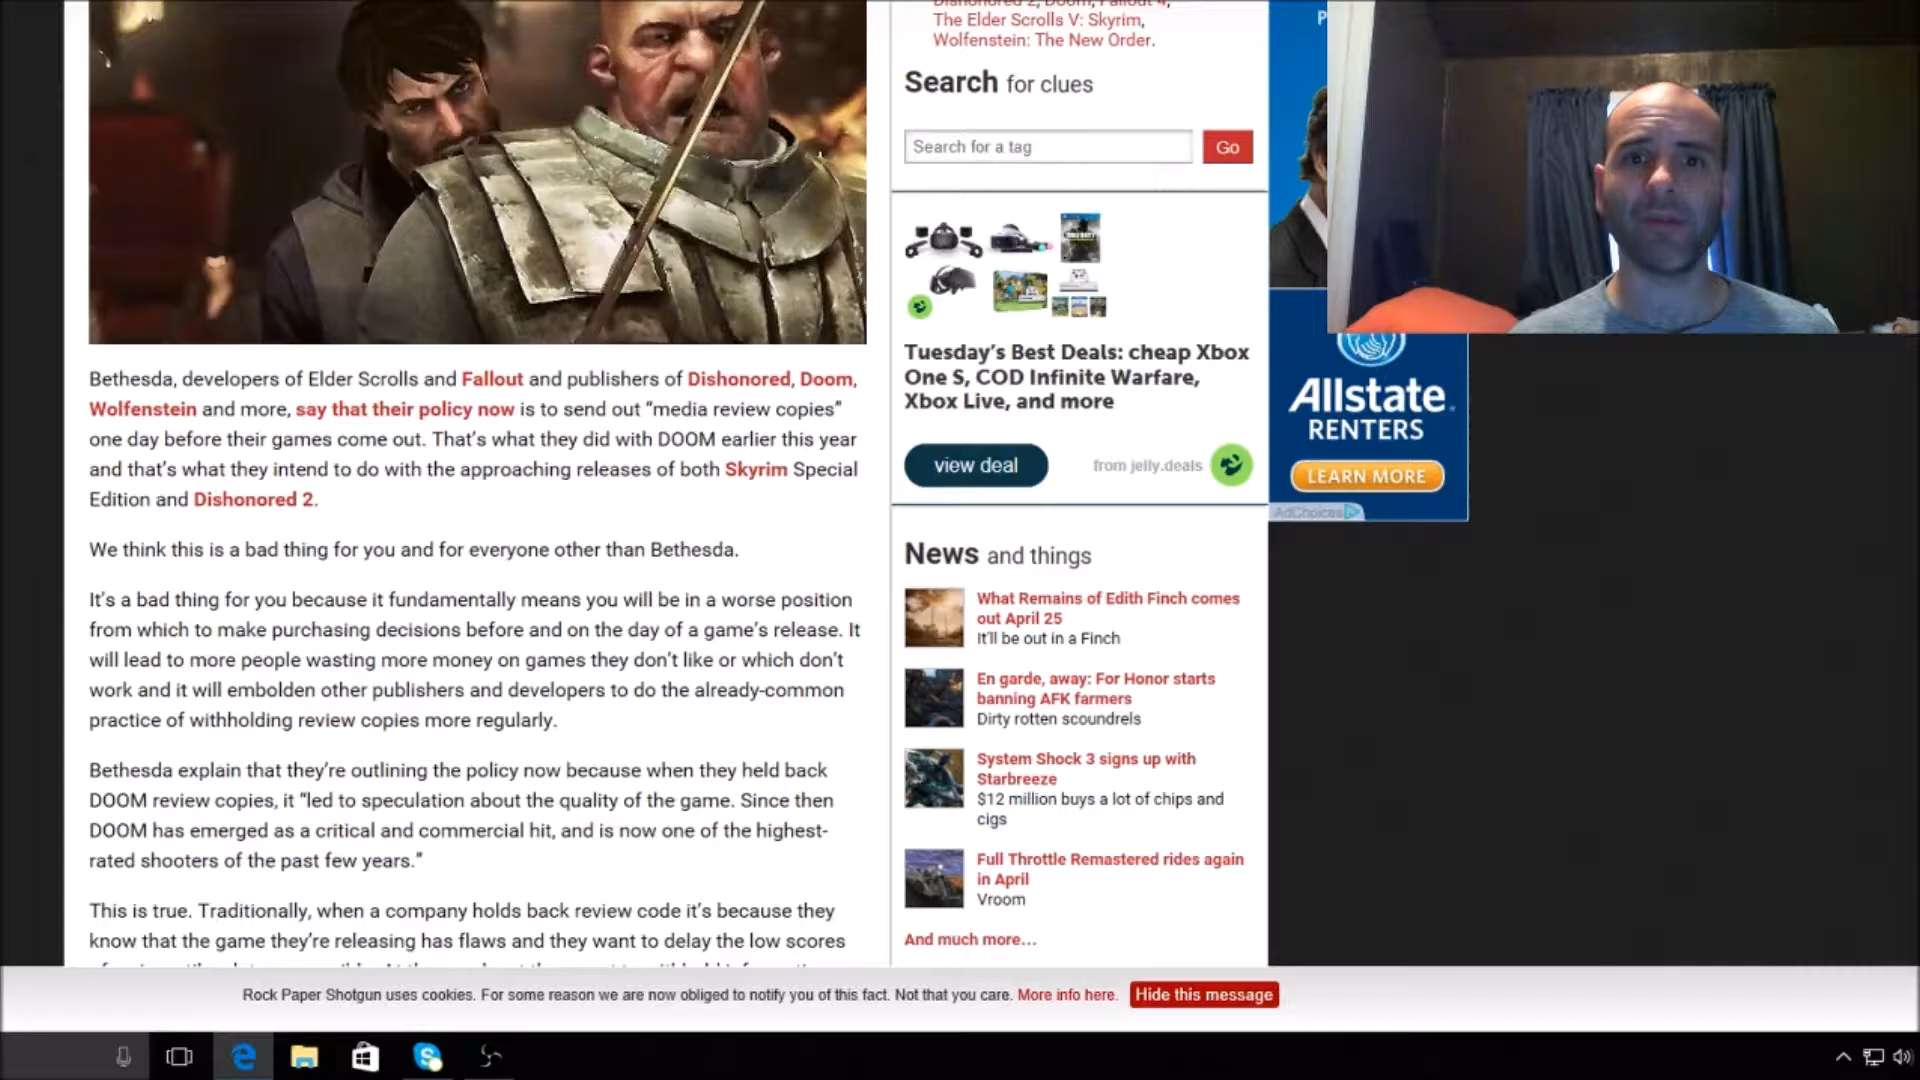 Bethesda, developers of Elder Scrolls and Fallout and publishers of Dishonored, Doom,
Wolfenstein and more, say that their policy now is to send out “media review copies”
one day before their games come out. That’s what they did with DOOM earlier this year
and that’s what they intend to do with the approaching releases of both Skyrim Special
Edition and Dishonored 2.
We think this is a bad thing for you and for everyone other than Bethesda.
It’s a bad thing for you because it fundamentally means you will be in a worse position
from which to make purchasing decisions before and on the day of a game’s release. It
will lead to more people wasting more money on games they don’t like or which don’t
work and it will embolden other publishers and developers to do the already-common
practice of withholding review copies more regularly.
Bethesda explain that they’re outlining the policy now because when they held back
DOOM review copies, it “led to speculation about the quality of the game. Since then
DOOM has emerged as a critical and commercial hit, and is now one of the highest-
rated shooters of the past few years.”
This is true. Traditionally, when a company holds back review code it’s because they
know that the game they’re releasing has flaws and they want to delay the low scores
Dishonored 2, Doom, Fallout 4,
The Elder Scrolls V: Skyrim,
Wolfenstein: The New Order.
Search for clues
Search for a tag
Go
Tuesday’s Best Deals: cheap Xbox
One S, COD Infinite Warfare,
Xbox Live, and more
view deal
from jelly.deals
News and things
What Remains of Edith Finch comes
out April 25
It’ll be out in a Finch
En garde, away: For Honor starts
banning AFK farmers
Dirty rotten scoundrels
System Shock 3 signs up with
Starbreeze
$12 million buys a lot of chips and
cigs
Full Throttle Remastered rides again
in April
Vroom
And much more…
Allstate.
RENTERS
LEARN MORE
AdChoices
Rock Paper Shotgun uses cookies. For some reason we are now obliged to notify you of this fact. Not that you care. More info here.
Hide this message